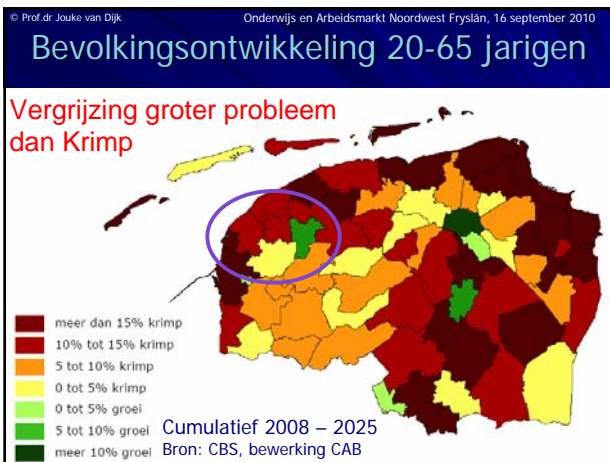 © Prof.dr Jouke van Dijk Onderwijs en Arbeidsmarkt Noordwest Fryslân, 16 september 2010
Bevolkingsontwikkeling 20-65 jarigen
Vergrijzing groter probleem
dan Krimp
meer dan 15% krimp
10% tot 15% krimp
5 tot 10% krimp
0 tot 5% krimp
0 tot 5% groei
5 tot 10% groei
meer 10% groei
Cumulatief 2008 – 2025
Bron: CBS, bewerking CAB